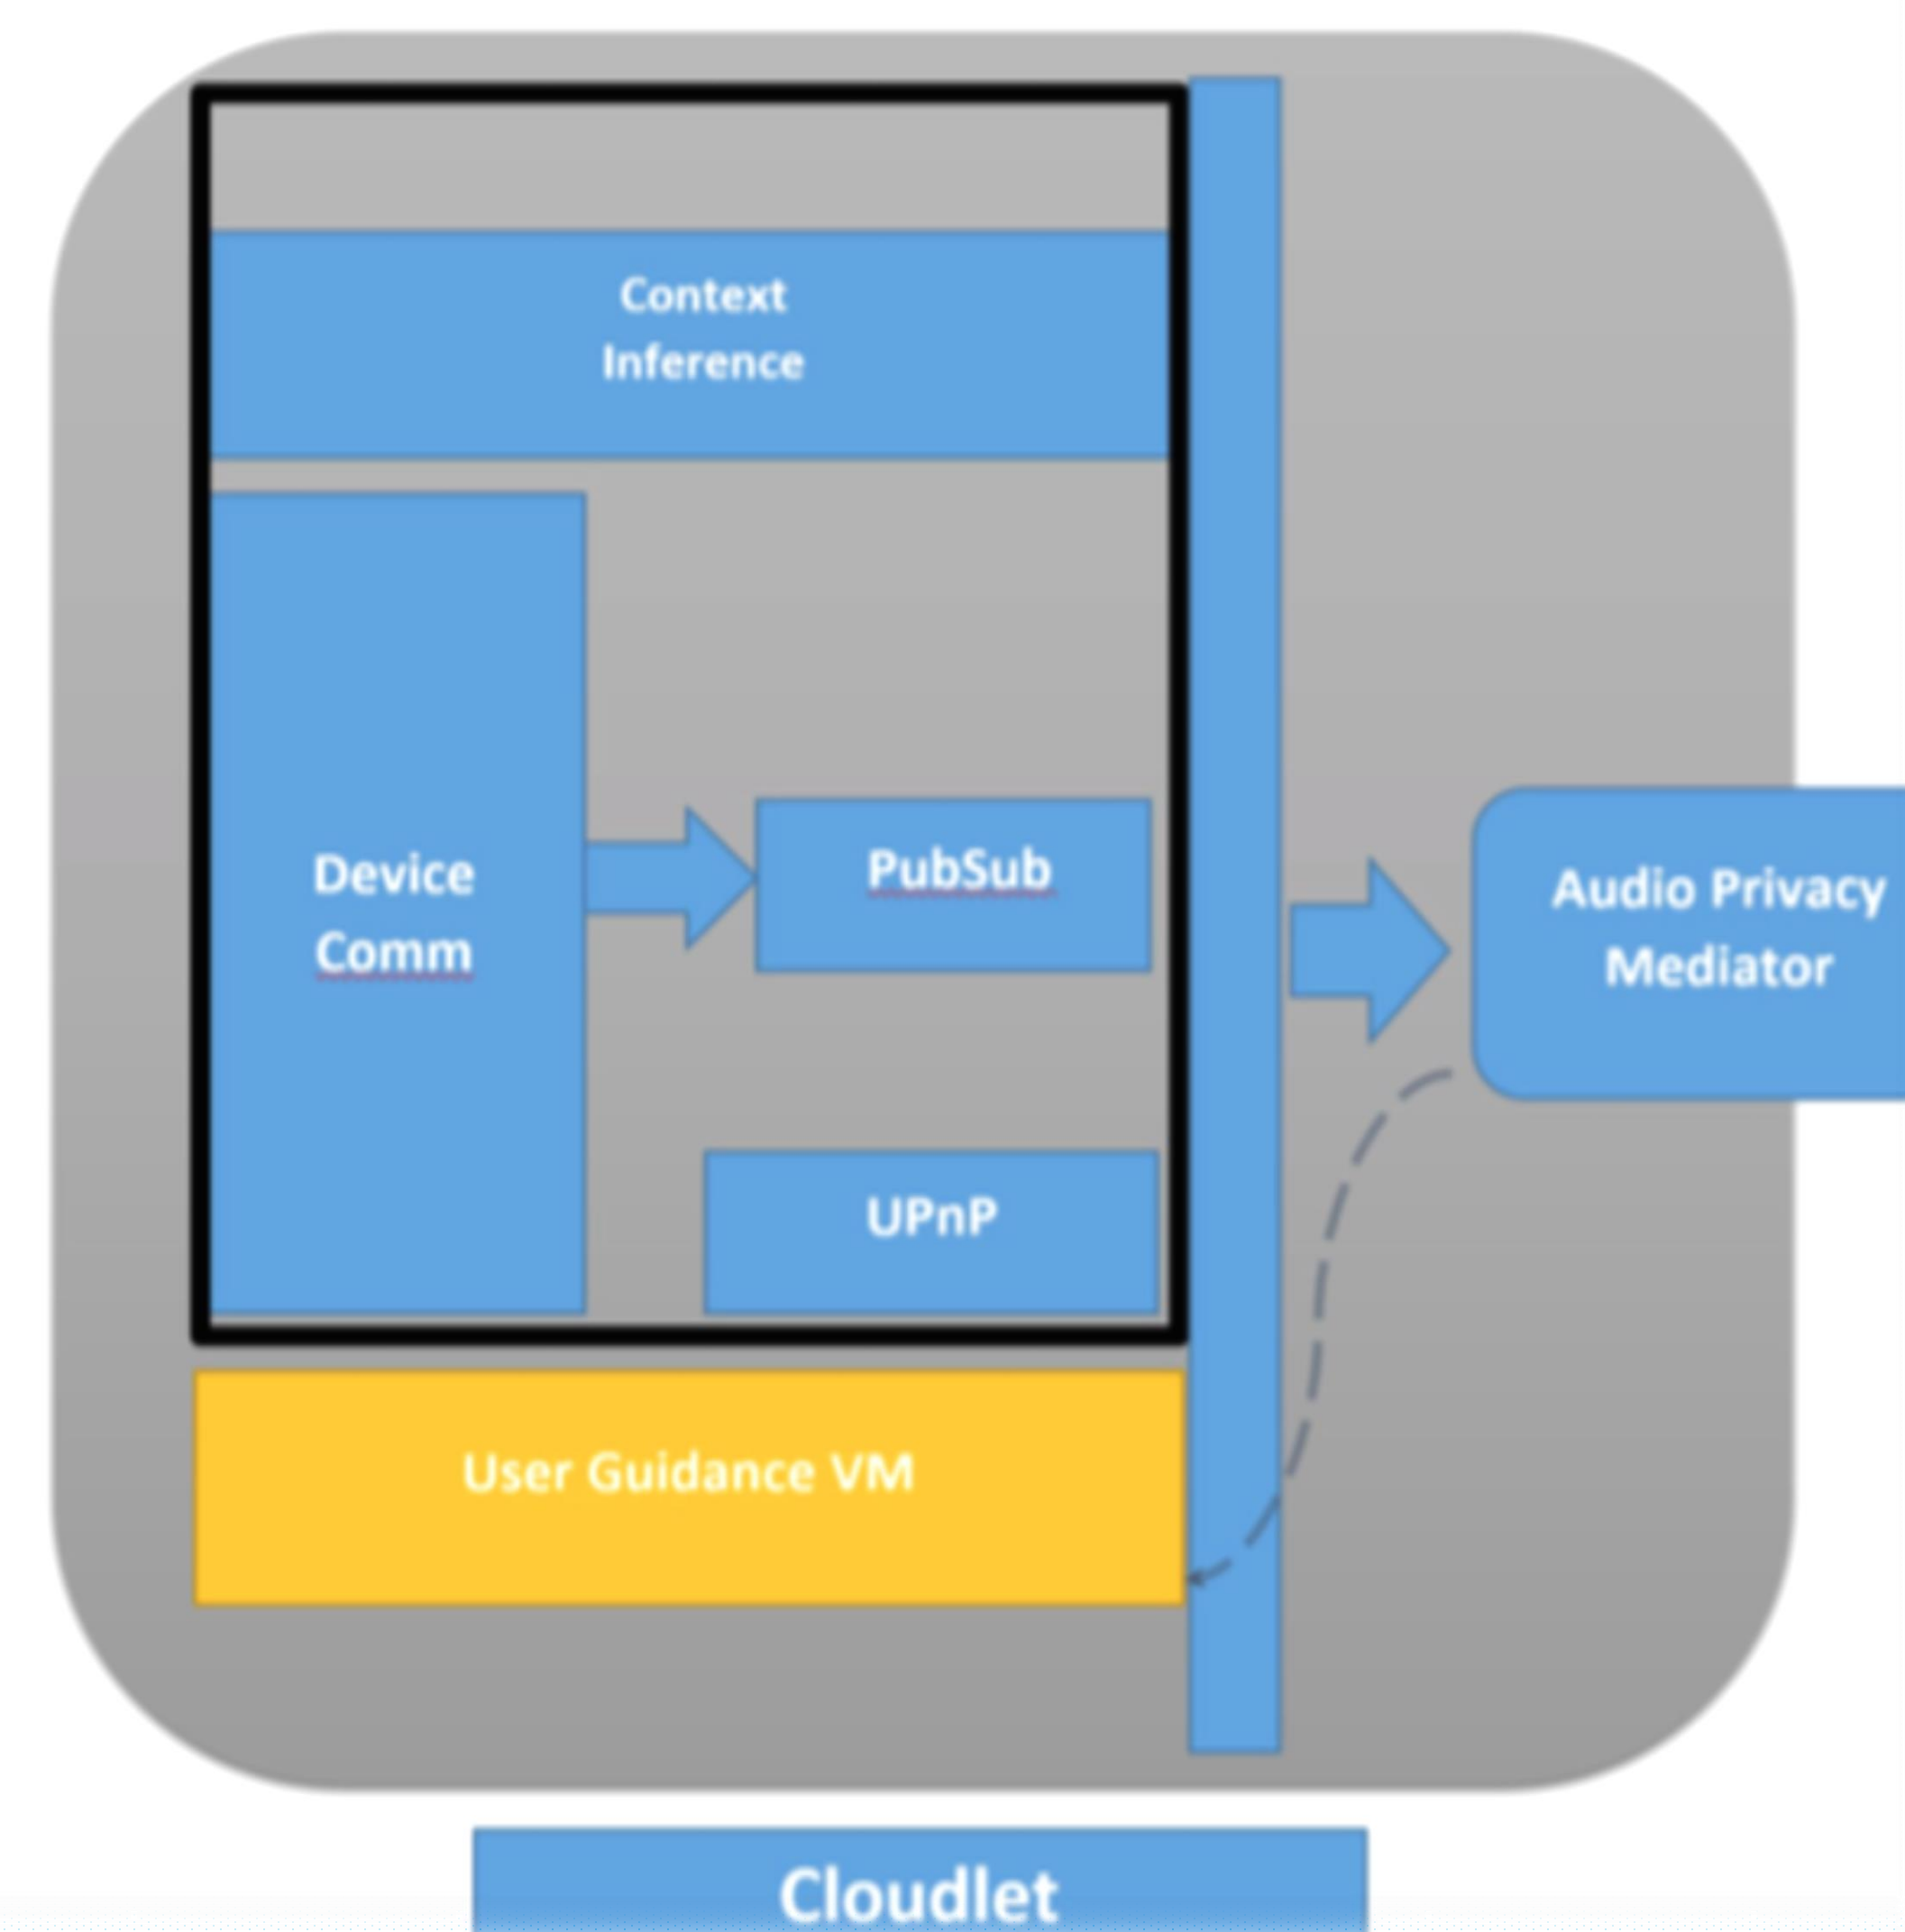 Context
Inference
Device
Comm
PubSub
Audio Privacy
Mediator
UPnP
User Guidance VM
Cloudlet